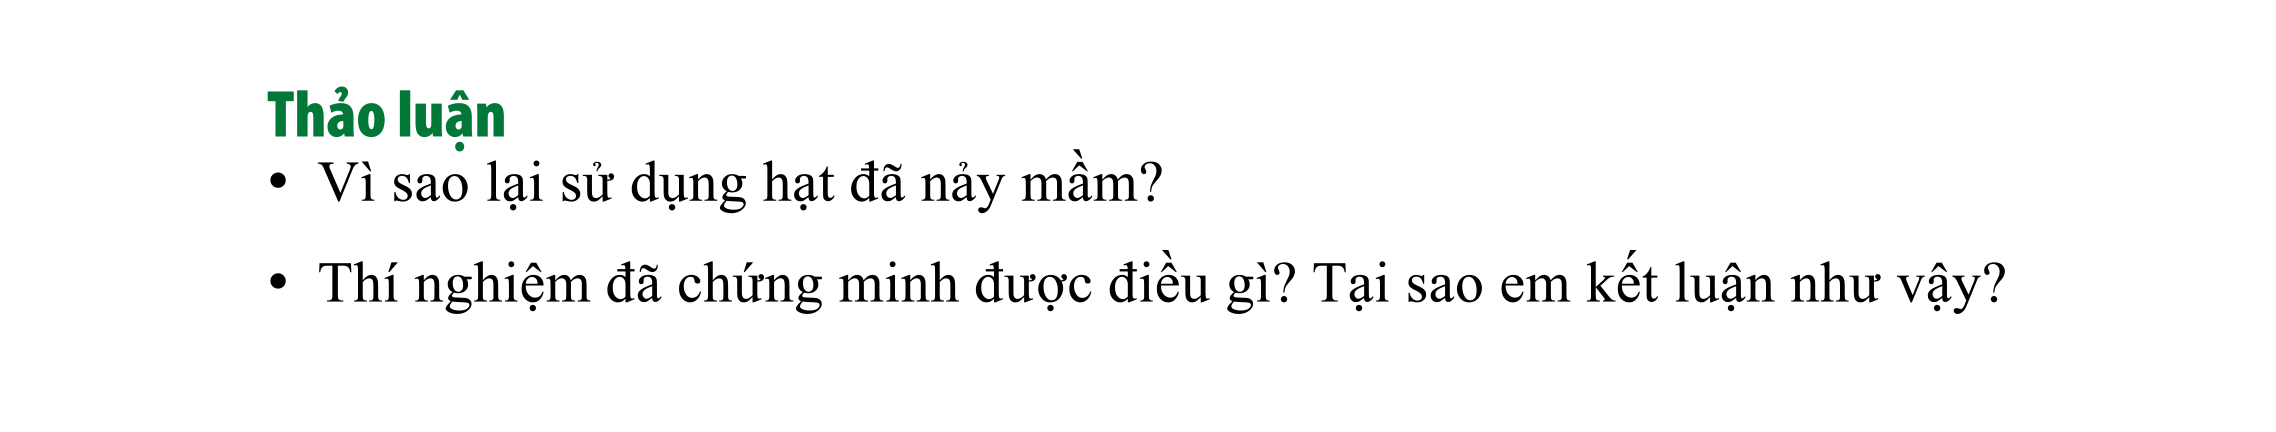 Thảo luận
• Vì sao lại sử dụng hạt đã nảy mầm?
• Thí nghiệm đã chứng minh được điều gì? Tại sao em kết luận như vậy?